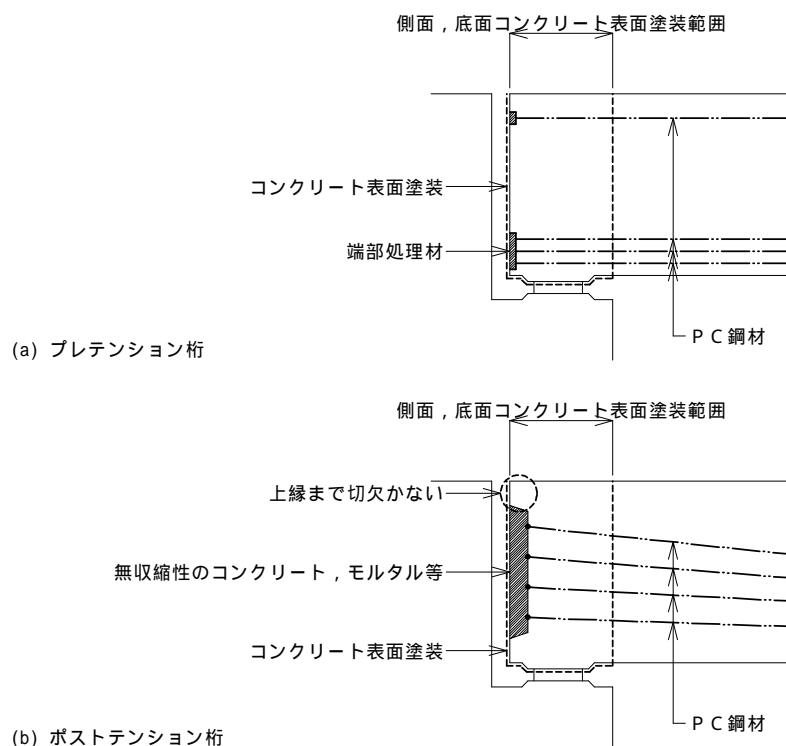 側面，底面コンクリート表面塗装範囲
コンクリート表面塗装
端部処理材
ＰＣ鋼材
(a) プレテンション桁
側面，底面コンクリート表面塗装範囲
上縁まで切欠かない
無収縮性のコンクリート，モルタル等
コンクリート表面塗装
ＰＣ鋼材
(b) ポストテンション桁